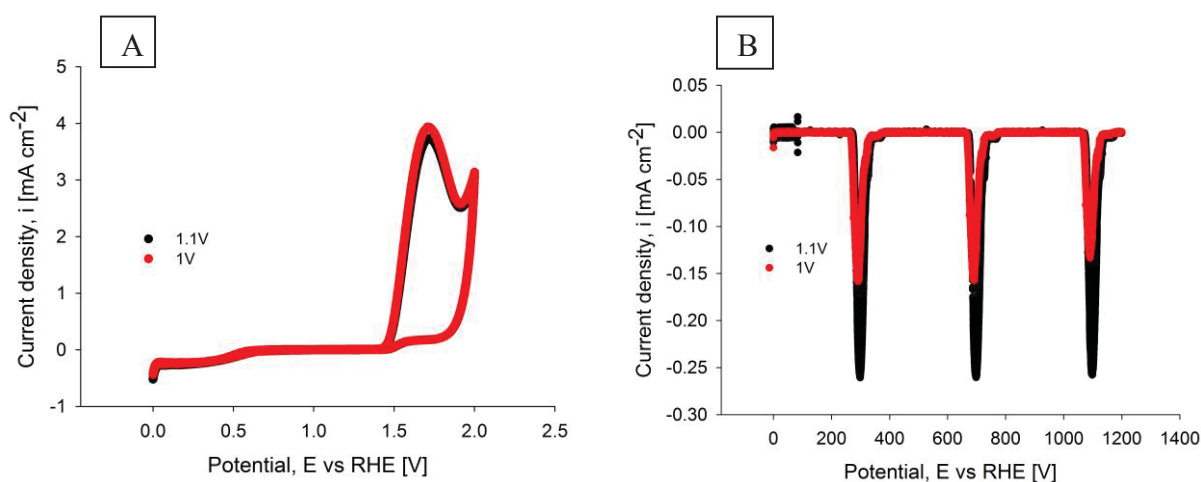 A
Current density, i [mA cm⁻²]
5
4
3
2
1
0
-1
1.1V
1V
0.0 0.5 1.0 1.5 2.0 2.5
Potential, E vs RHE [V]
B
Current density, i [mA cm⁻²]
0.05
0.00
-0.05
-0.10
-0.15
-0.20
-0.25
-0.30
1.1V
1V
0 200 400 600 800 1000 1200 1400
Potential, E vs RHE [V]